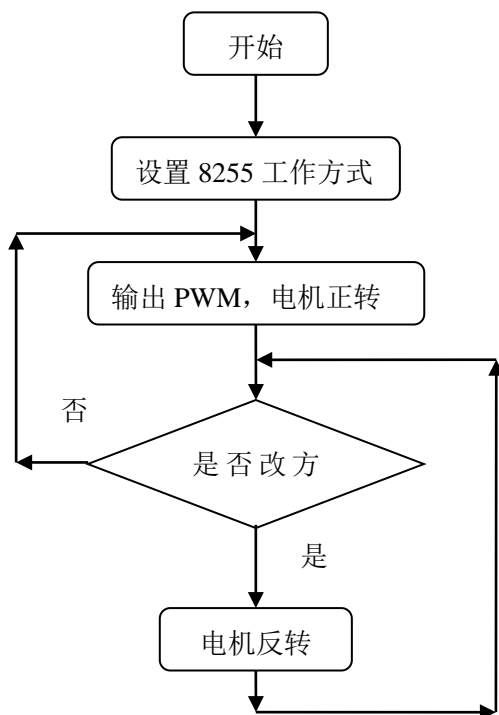 开始
设置 8255 工作方式
输出 PWM，电机正转
否
是否改方
是
电机反转